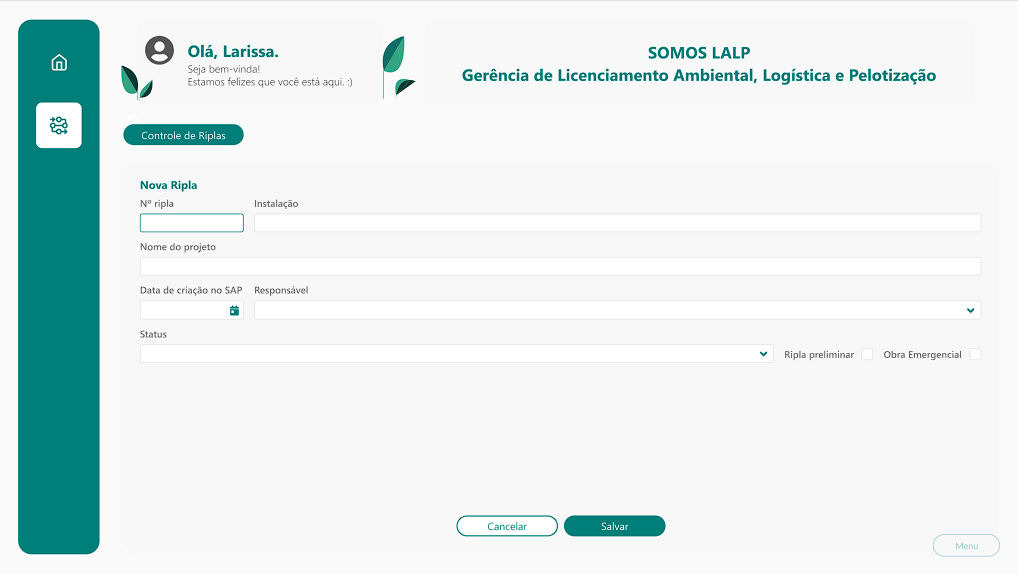 Olá, Larissa.
Seja bem-vinda!
Estamos felizes que você está aqui. :)
SOMOS LALP
Gerência de Licenciamento Ambiental, Logística e Pelotização
Controle de Riplas
Nova Ripla
Nº ripla
Instalação
Nome do projeto
Data de criação no SAP
Responsável
Status
Ripla preliminar
Obra Emergencial
Cancelar
Salvar
Menu